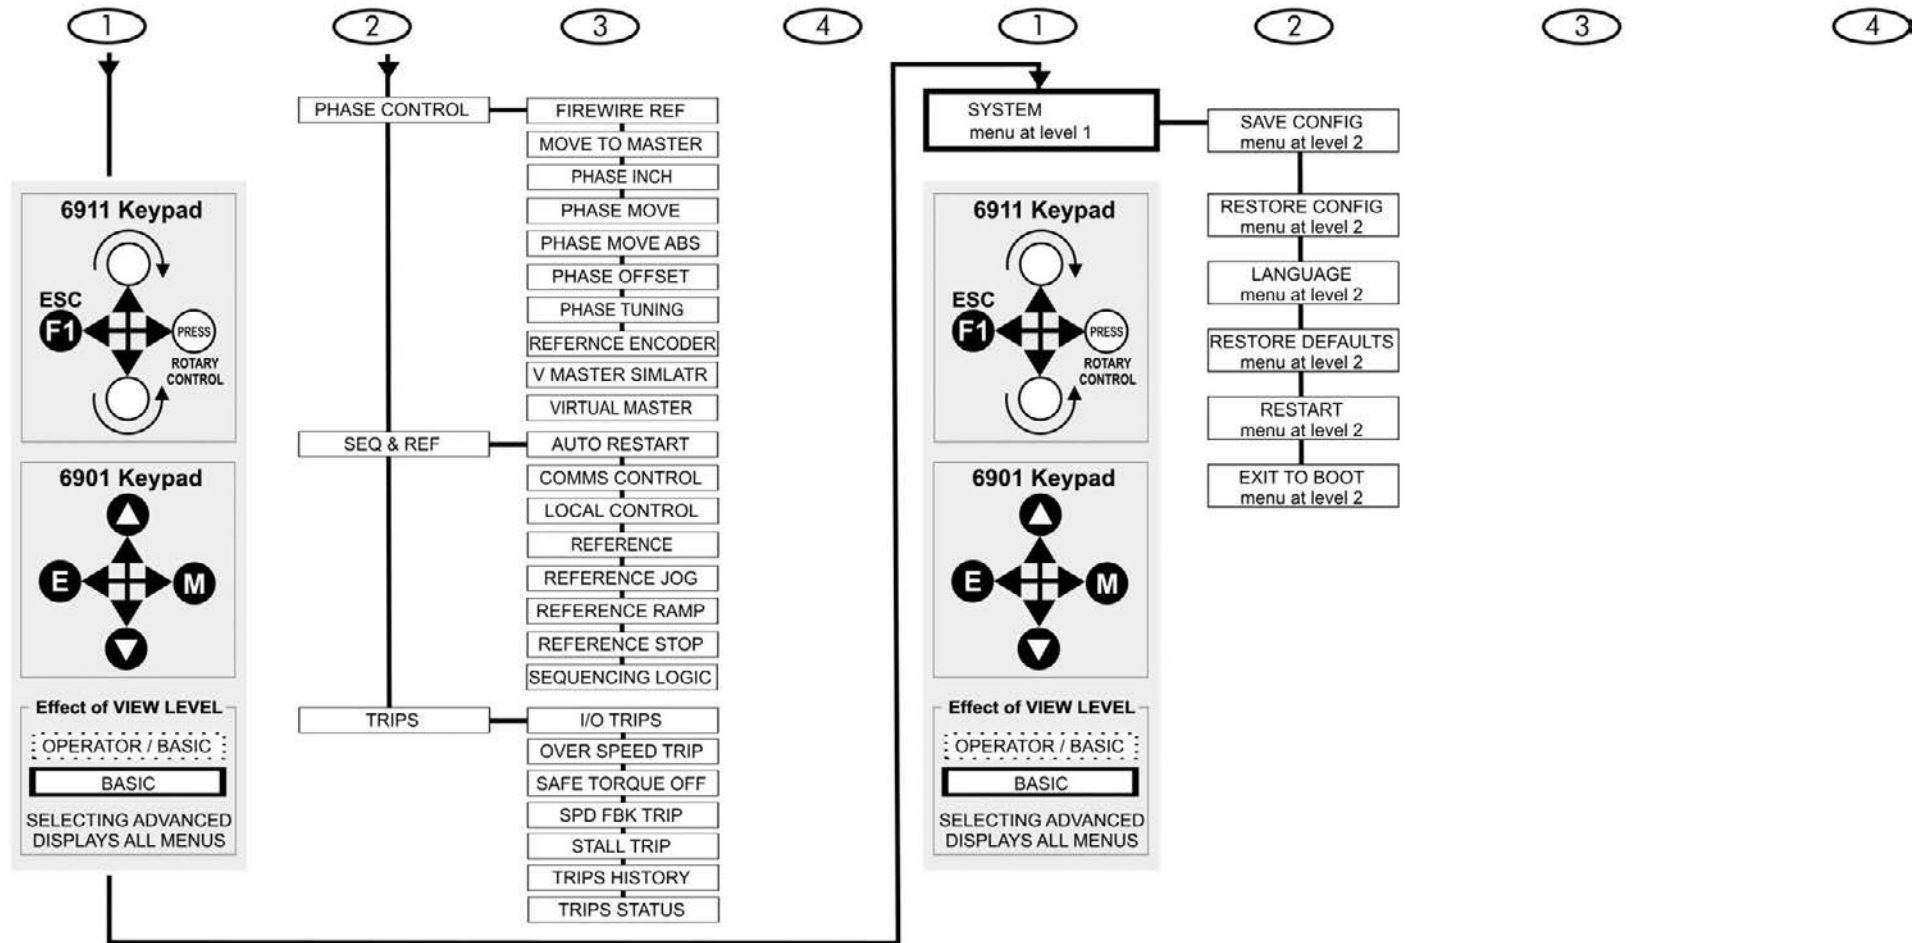 1
2
3
4
1
2
3
4
PHASE CONTROL
FIREWIRE REF
MOVE TO MASTER
PHASE INCH
PHASE MOVE
PHASE MOVE ABS
PHASE OFFSET
PHASE TUNING
REFERNCE ENCODER
V MASTER SIMLATR
VIRTUAL MASTER
SEQ & REF
AUTO RESTART
COMMS CONTROL
LOCAL CONTROL
REFERENCE
REFERENCE JOG
REFERENCE RAMP
REFERENCE STOP
SEQUENCING LOGIC
TRIPS
I/O TRIPS
OVER SPEED TRIP
SAFE TORQUE OFF
SPD FBK TRIP
STALL TRIP
TRIPS HISTORY
TRIPS STATUS
6911 Keypad
ESC
F1
PRESS
ROTARY
CONTROL
6901 Keypad
E
M
Effect of VIEW LEVEL
OPERATOR / BASIC
BASIC
SELECTING ADVANCED
DISPLAYS ALL MENUS
SYSTEM
menu at level 1
SAVE CONFIG
menu at level 2
RESTORE CONFIG
menu at level 2
LANGUAGE
menu at level 2
RESTORE DEFAULTS
menu at level 2
RESTART
menu at level 2
EXIT TO BOOT
menu at level 2
6911 Keypad
ESC
F1
PRESS
ROTARY
CONTROL
6901 Keypad
E
M
Effect of VIEW LEVEL
OPERATOR / BASIC
BASIC
SELECTING ADVANCED
DISPLAYS ALL MENUS